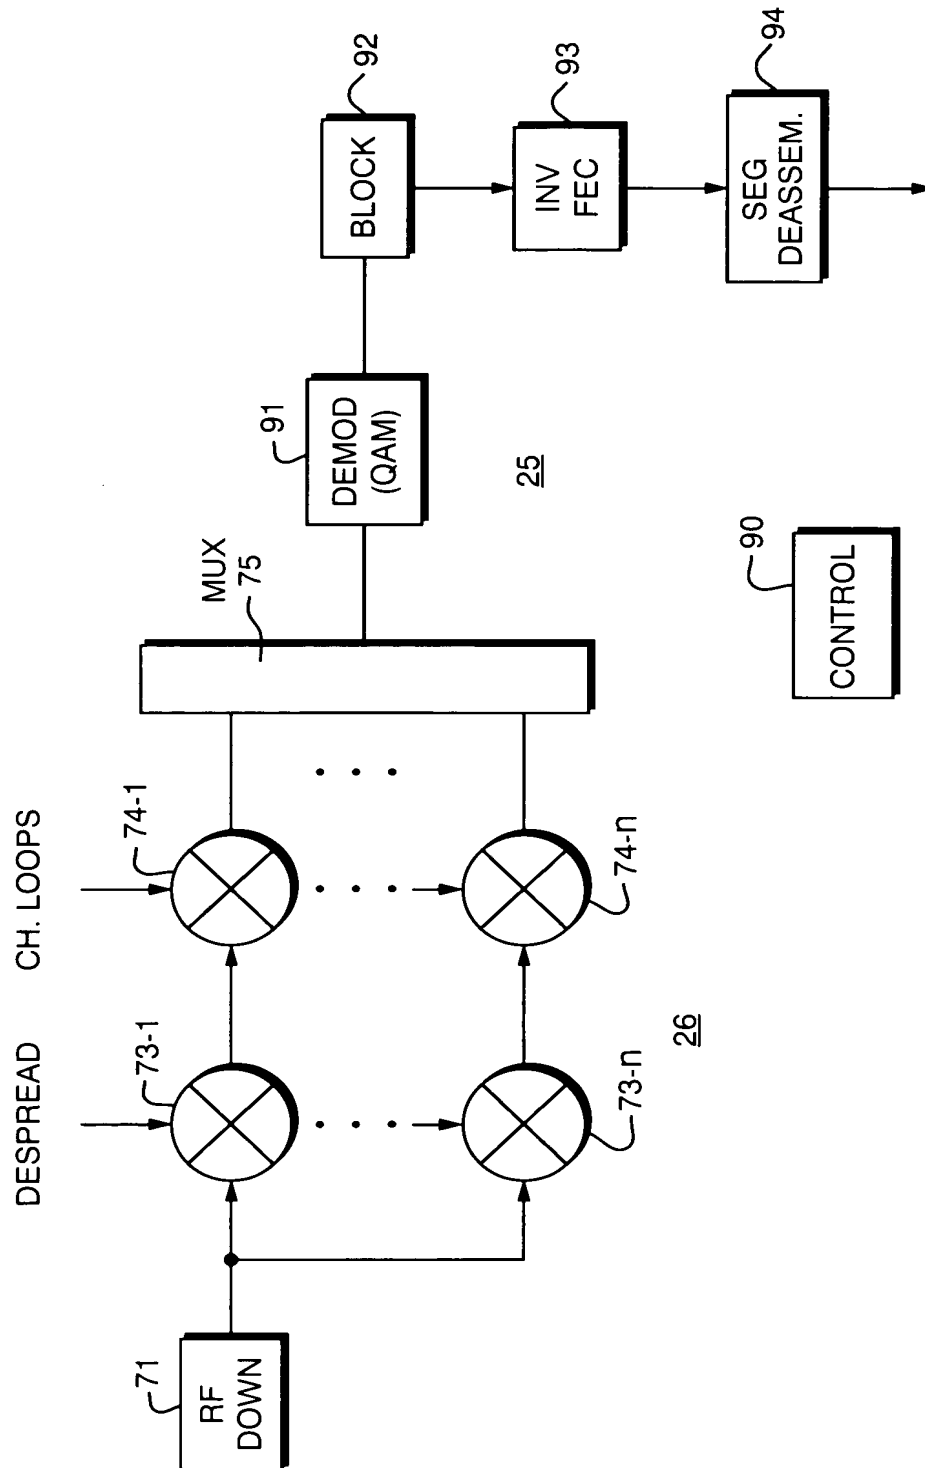 DESPREAD
CH. LOOPS
71
RF
DOWN
73-1
74-1
73-n
74-n
26
MUX
75
91
DEMOD
(QAM)
25
92
BLOCK
93
INV
FEC
94
SEG
DEASSEM.
90
CONTROL